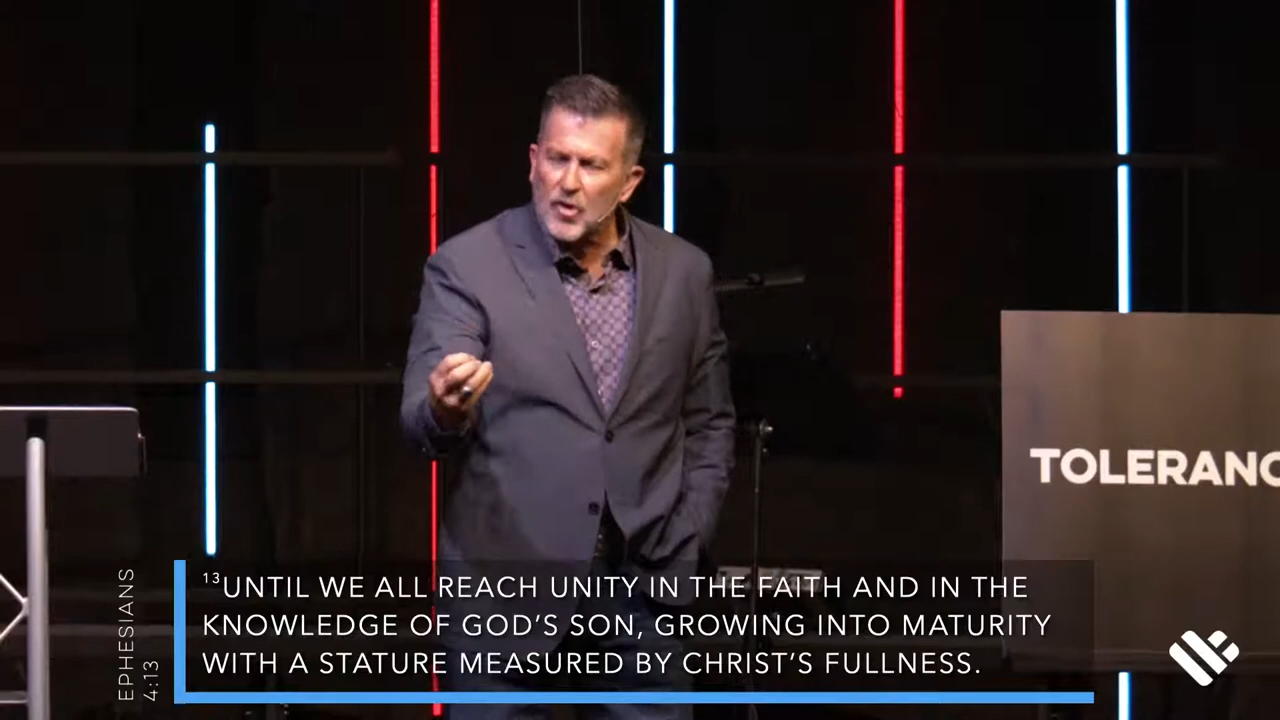 TOLERANC
EPHESIANS
4:13
¹³UNTIL WE ALL REACH UNITY IN THE FAITH AND IN THE
KNOWLEDGE OF GOD'S SON, GROWING INTO MATURITY
WITH A STATURE MEASURED BY CHRIST'S FULLNESS.